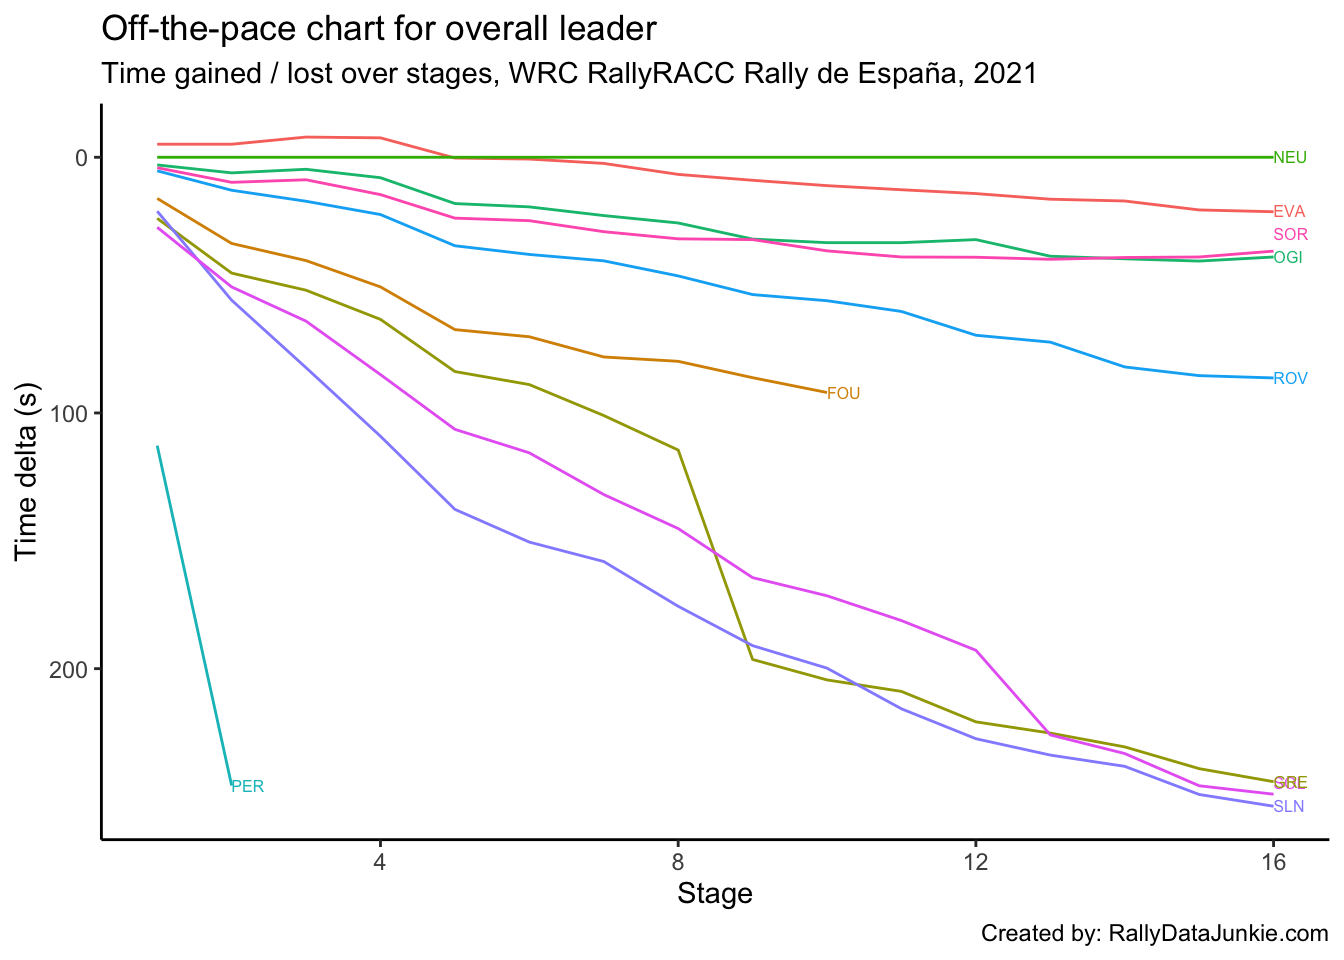 Off-the-pace chart for overall leader
Time gained / lost over stages, WRC RallyRACC Rally de España, 2021
0
100
200
Time delta (s)
NEU
EVA
SOR
OGI
ROV
FOU
GRE
SLN
PER
4
8
12
16
Stage
Created by: RallyDataJunkie.com